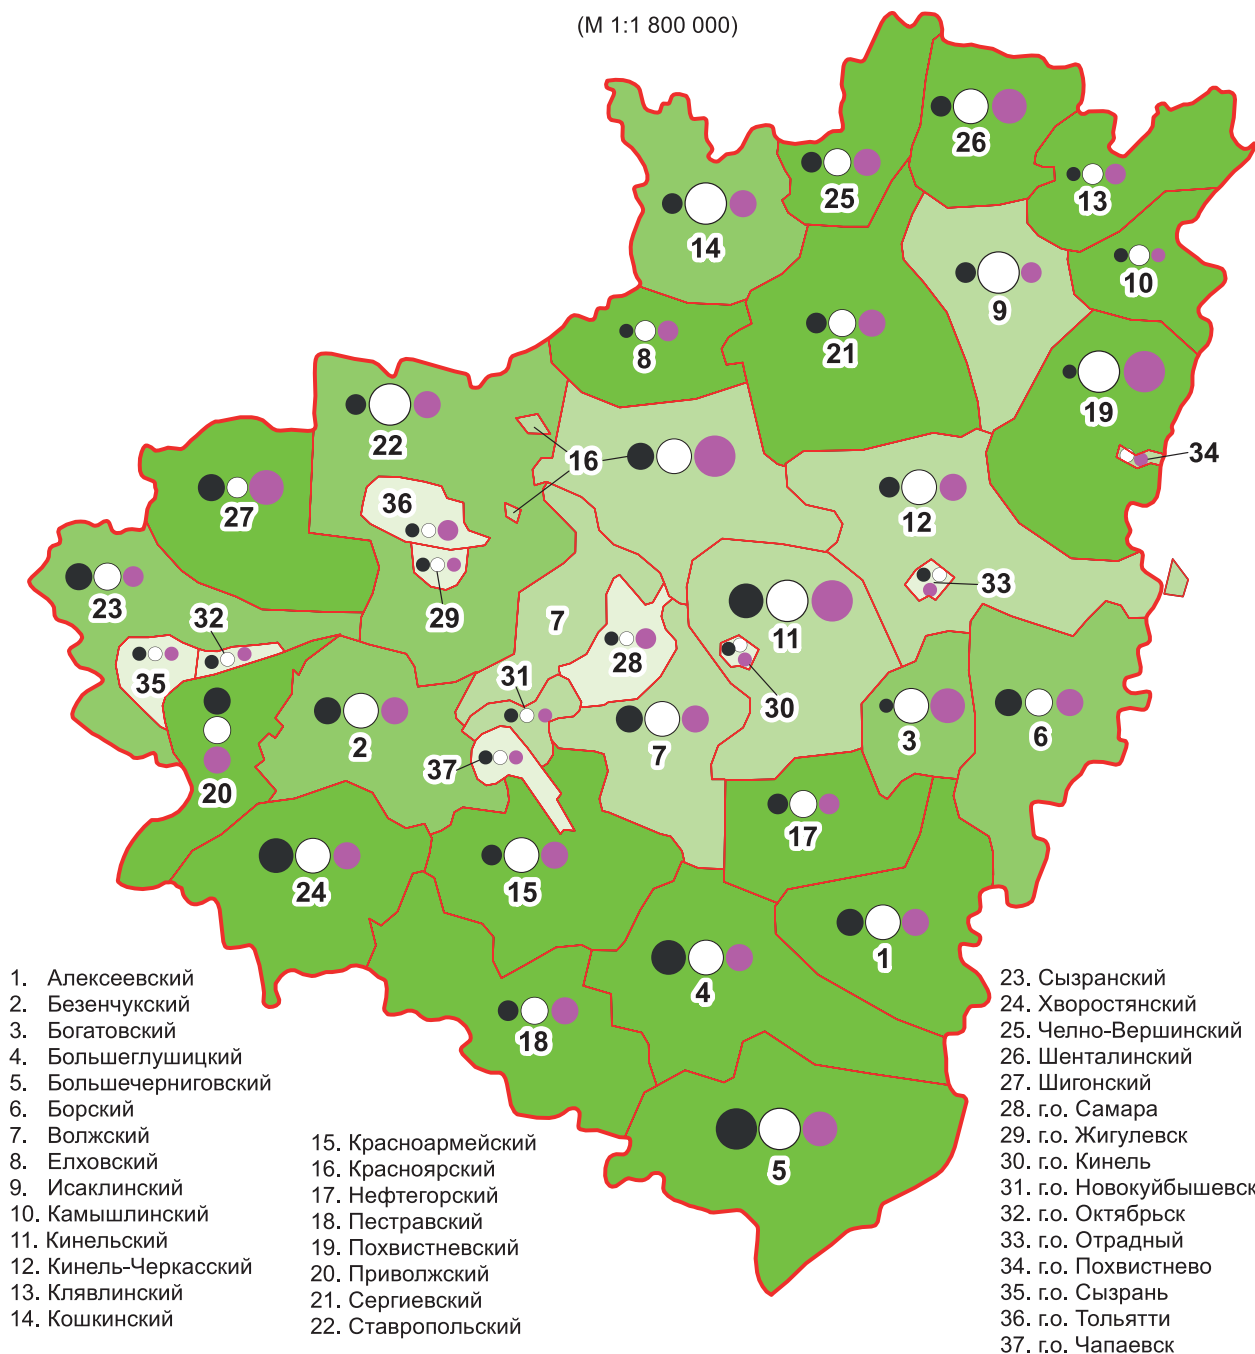 (М 1:1 800 000)
26
25
13
14
10
9
8
21
19
22
16
34
36
27
12
23
33
32
29
7
11
28
35
31
30
2
3
6
7
37
20
17
24
15
1
4
18
5
1. Алексеевский
2. Безенчукский
3. Богатовский
4. Большеглушицкий
5. Большечерниговский
6. Борский
7. Волжский
8. Елховский
9. Исаклинский
10. Камышлинский
11. Кинельский
12. Кинель-Черкасский
13. Клявлинский
14. Кошкинский
15. Красноармейский
16. Красноярский
17. Нефтегорский
18. Пестравский
19. Похвистневский
20. Приволжский
21. Сергиевский
22. Ставропольский
23. Сызранский
24. Хворостянский
25. Челно-Вершинский
26. Шенталинский
27. Шигонский
28. г.о. Самара
29. г.о. Жигулевск
30. г.о. Кинель
31. г.о. Новокуйбышевск
32. г.о. Октябрьск
33. г.о. Отрадный
34. г.о. Похвистнево
35. г.о. Сызрань
36. г.о. Тольятти
37. г.о. Чапаевск